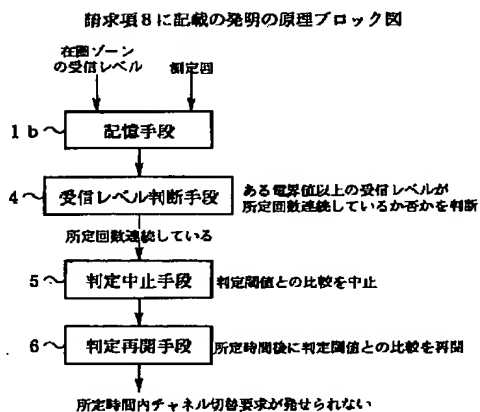 請求項8に記載の発明の原理ブロック図
在圏ゾーン
の受信レベル
測定回
1b
記憶手段
4
受信レベル判断手段
ある電界値以上の受信レベルが
所定回数連続しているか否かを判断
所定回数連続している
5
判定中止手段
判定閾値との比較を中止
6
判定再開手段
所定時間後に判定閾値との比較を再開
所定時間内チャネル切替要求が発せられない